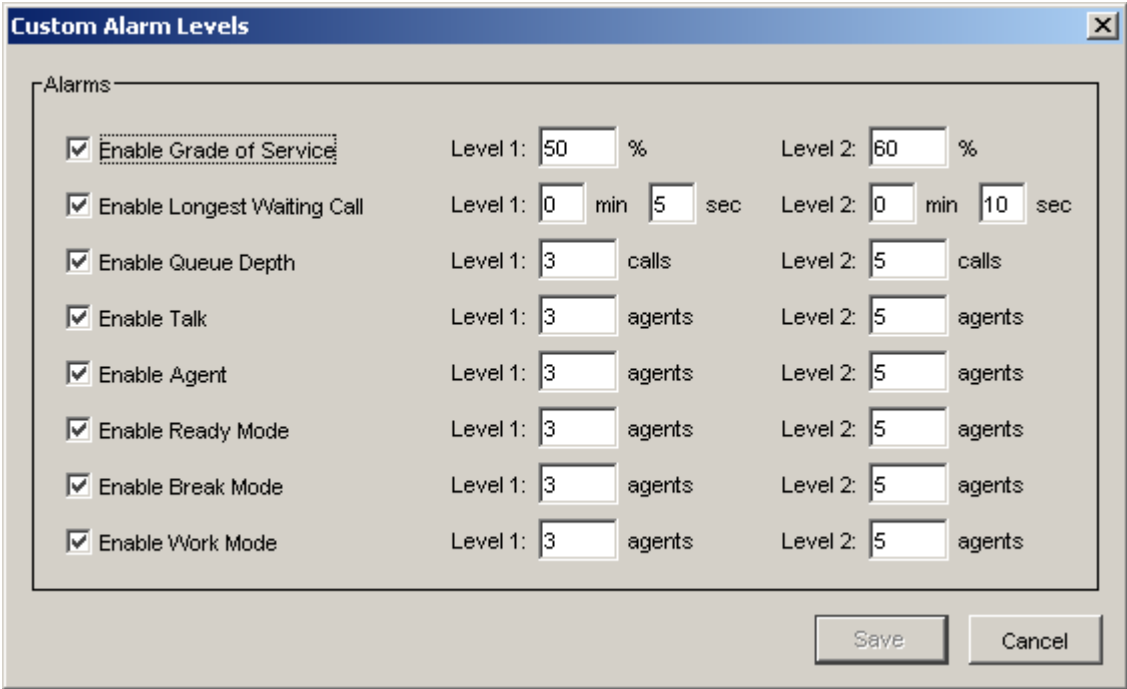 Custom Alarm Levels
Alarms
Enable Grade of Service Level 1: 50 % Level 2: 60 %
Enable Longest Waiting Call Level 1: 0 min 5 sec Level 2: 0 min 10 sec
Enable Queue Depth Level 1: 3 calls Level 2: 5 calls
Enable Talk Level 1: 3 agents Level 2: 5 agents
Enable Agent Level 1: 3 agents Level 2: 5 agents
Enable Ready Mode Level 1: 3 agents Level 2: 5 agents
Enable Break Mode Level 1: 3 agents Level 2: 5 agents
Enable Work Mode Level 1: 3 agents Level 2: 5 agents
Save Cancel